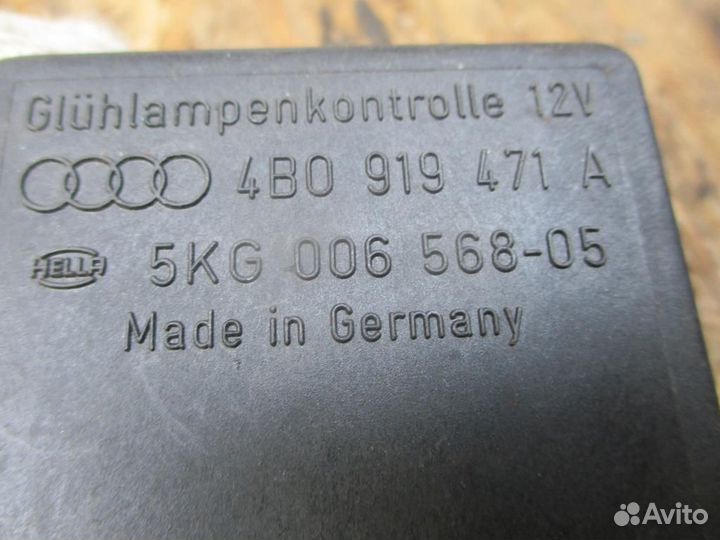 Glühlampenkontrolle 12V
4B0 919 471 A
HELLA 5KG 006 568-05
Made in Germany
Avito